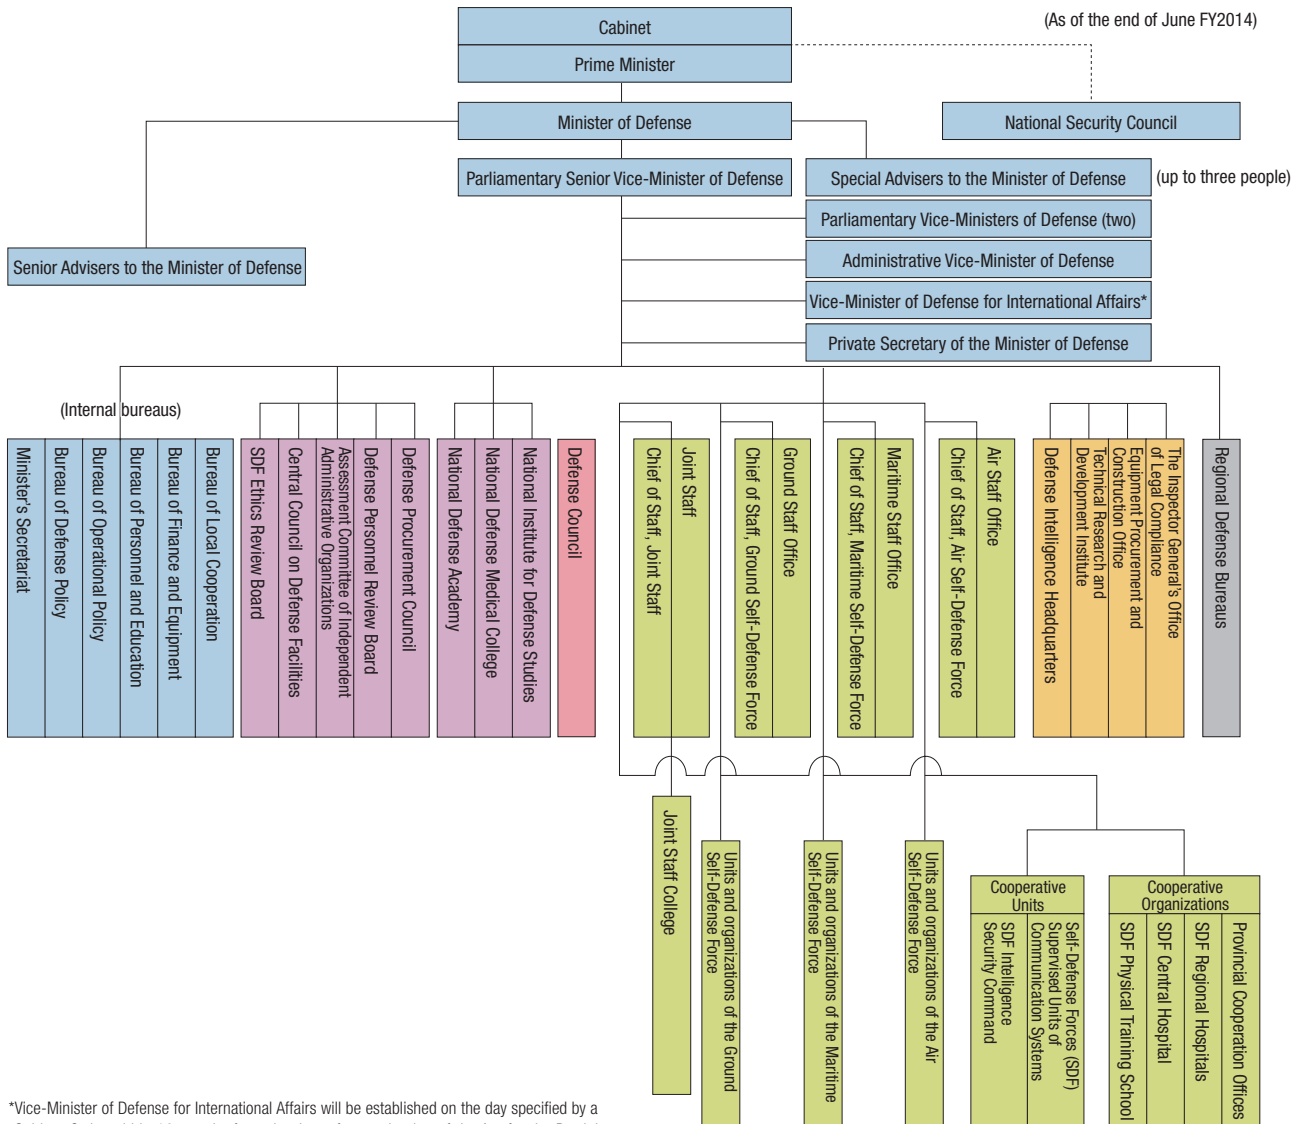 Cabinet
(As of the end of June FY2014)
Prime Minister
Minister of Defense
National Security Council
Parliamentary Senior Vice-Minister of Defense
Special Advisers to the Minister of Defense
(up to three people)
Parliamentary Vice-Ministers of Defense (two)
Senior Advisers to the Minister of Defense
Administrative Vice-Minister of Defense
Vice-Minister of Defense for International Affairs*
Private Secretary of the Minister of Defense
(Internal bureaus)
Minister's Secretariat
Bureau of Defense Policy
Bureau of Operational Policy
Bureau of Personnel and Education
Bureau of Finance and Equipment
Bureau of Local Cooperation
SDF Ethics Review Board
Central Council on Defense Facilities
Assessment Committee of Independent
Administrative Organizations
Defense Personnel Review Board
Defense Procurement Council
National Defense Academy
National Defense Medical College
National Institute for Defense Studies
Defense Council
Chief of Staff, Joint Staff
Joint Staff
Chief of Staff, Ground Self-Defense Force
Ground Staff Office
Chief of Staff, Maritime Self-Defense Force
Maritime Staff Office
Chief of Staff, Air Self-Defense Force
Air Staff Office
Defense Intelligence Headquarters
Technical Research and
Development Institute
Equipment Procurement and
Construction Office
The Inspector General's Office
of Legal Compliance
Regional Defense Bureaus
Joint Staff College
Units and organizations of the Ground
Self-Defense Force
Units and organizations of the Maritime
Self-Defense Force
Units and organizations of the Air
Self-Defense Force
Cooperative
Units
SDF Intelligence
Security Command
Self-Defense Forces (SDF)
Supervised Units of
Communication Systems
Cooperative
Organizations
SDF Physical Training School
SDF Central Hospital
SDF Regional Hospitals
Provincial Cooperation Offices
*Vice-Minister of Defense for International Affairs will be established on the day specified by a